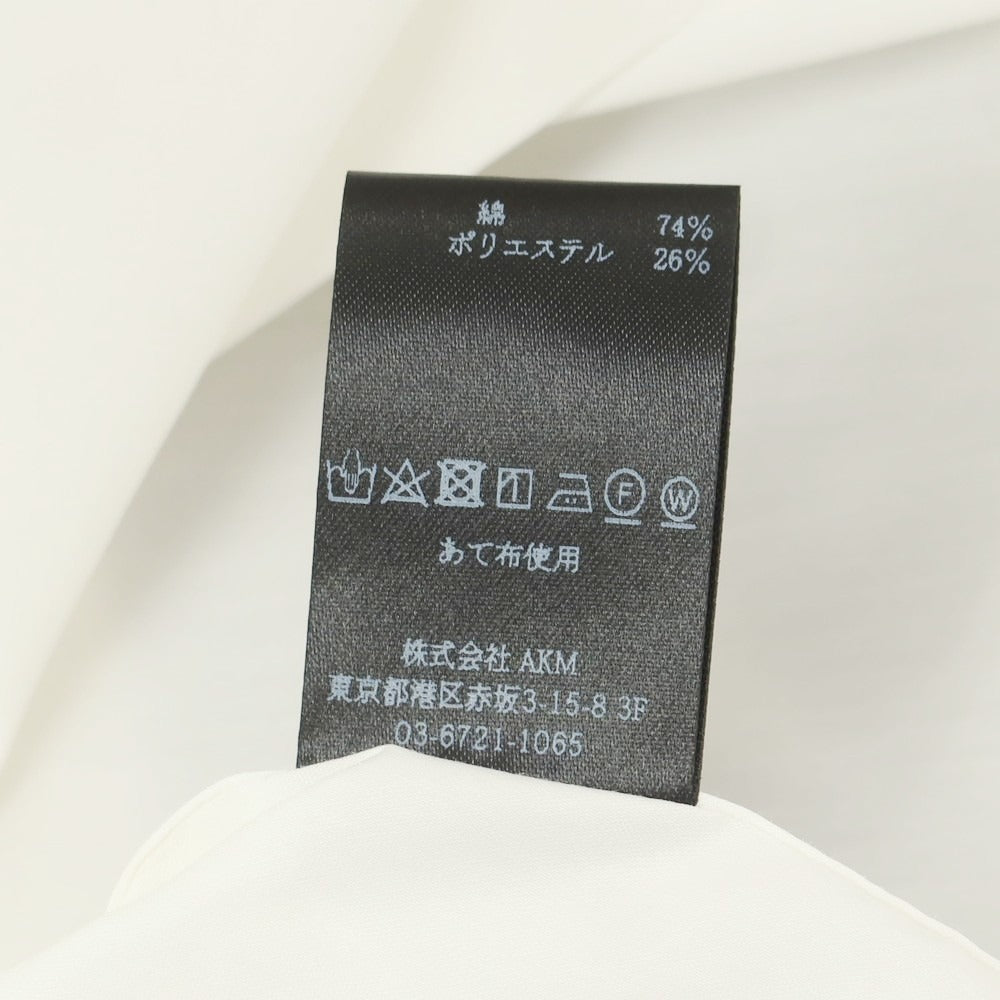 綿 74%
ポリエステル 26%
F W
あて布使用
株式会社 AKM
東京都港区赤坂3-15-8 3F
03-6721-1065